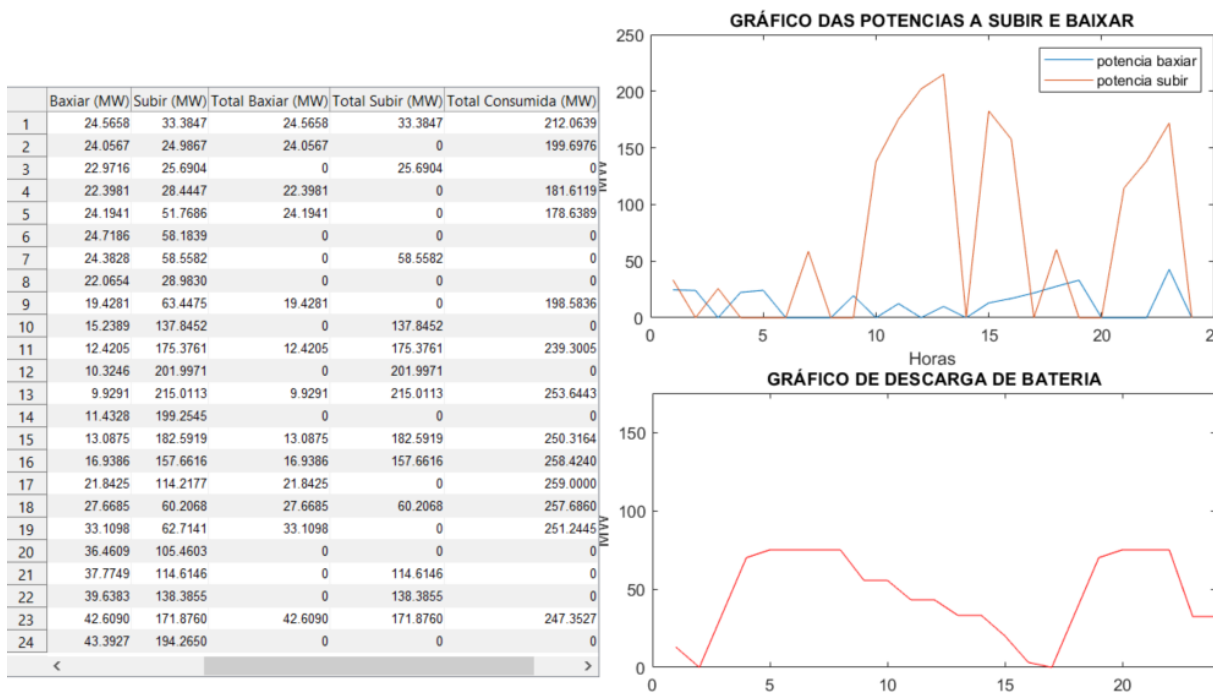 Baxiar (MW) Subir (MW) Total Baxiar (MW) Total Subir (MW) Total Consumida (MW)
1 24.5658 33.3847 24.5658 33.3847 212.0639
2 24.0567 24.9867 24.0567 0 199.6976
3 22.9716 25.6904 0 25.6904 0
4 22.3981 28.4447 22.3981 0 181.6119
5 24.1941 51.7686 24.1941 0 178.6389
6 24.7186 58.1839 0 0 0
7 24.3828 58.5582 0 58.5582 0
8 22.0654 28.9830 0 0 0
9 19.4281 63.4475 19.4281 0 198.5836
10 15.2389 137.8452 0 137.8452 0
11 12.4205 175.3761 12.4205 175.3761 239.3005
12 10.3246 201.9971 0 201.9971 0
13 9.9291 215.0113 9.9291 215.0113 253.6443
14 11.4328 199.2545 0 0 0
15 13.0875 182.5919 13.0875 182.5919 250.3164
16 16.9386 157.6616 16.9386 157.6616 258.4240
17 21.8425 114.2177 21.8425 0 259.0000
18 27.6685 60.2068 27.6685 60.2068 257.6860
19 33.1098 62.7141 33.1098 0 251.2445
20 36.4609 105.4603 0 0 0
21 37.7749 114.6146 0 114.6146 0
22 39.6383 138.3855 0 138.3855 0
23 42.6090 171.8760 42.6090 171.8760 247.3527
24 43.3927 194.2650 0 0 0
GRÁFICO DAS POTENCIAS A SUBIR E BAIXAR
250
200
150
100
50
0
MW
potencia baxiar
potencia subir
0 5 10 15 20
Horas
GRÁFICO DE DESCARGA DE BATERIA
150
100
50
0
MW
0 5 10 15 20